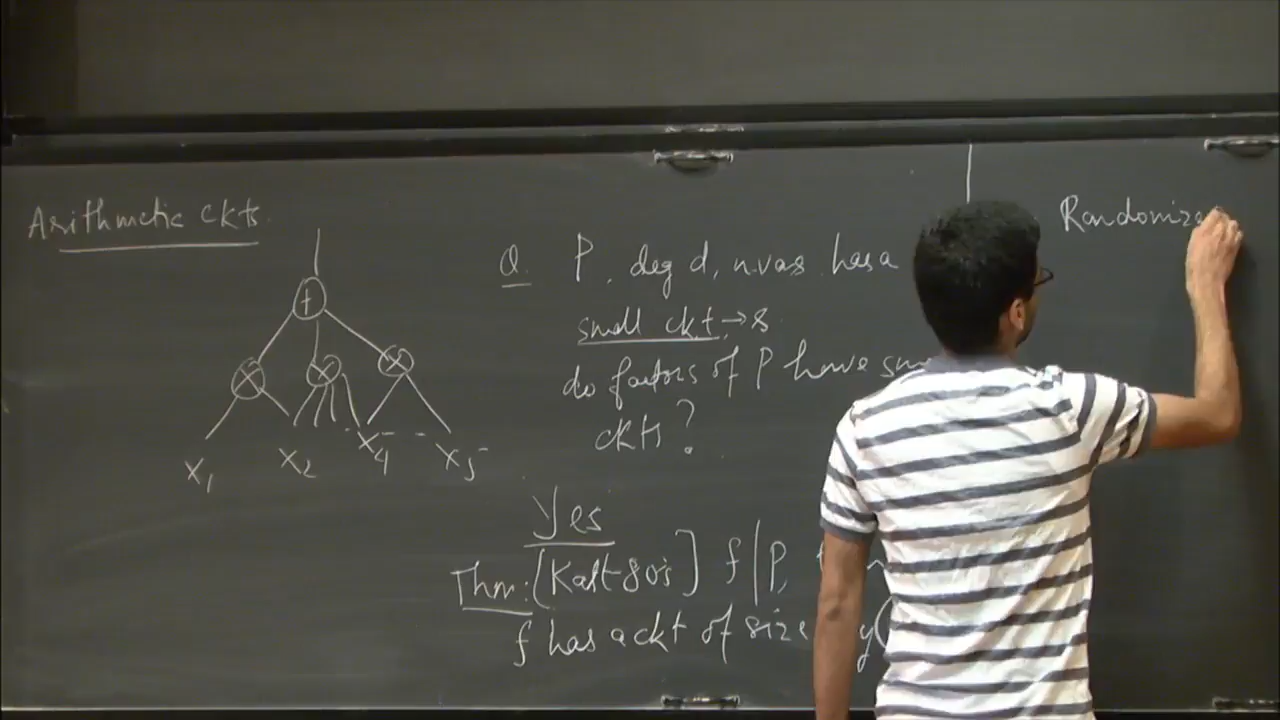 Arithmetic ckts
+
× × ×
x1 x2 x4 - - x5
Q. P, deg d, n vars has a
small ckt → s
do factors of P have
ckts?
Yes
Thm: [Kalt-80's] f | P,
f has a ckt of size
Randomize